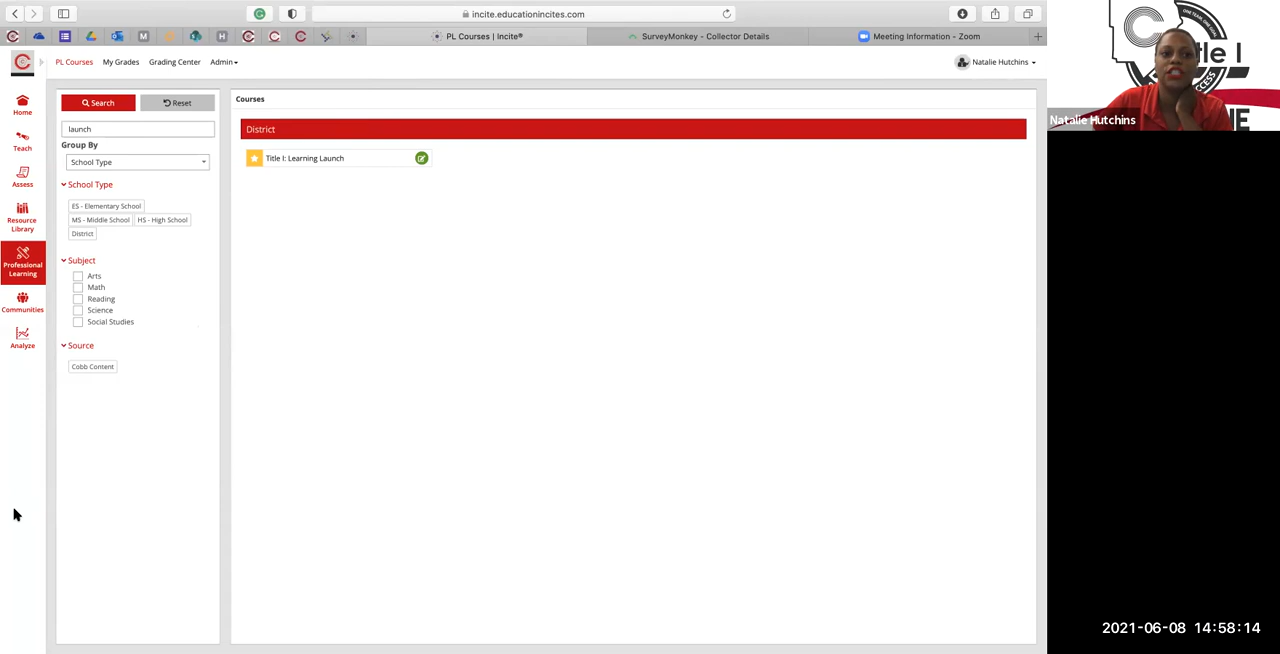 incite.educationincites.com
PL Courses | Incite®
SurveyMonkey - Collector Details
Meeting Information - Zoom
PL Courses
My Grades
Grading Center
Admin
Natalie Hutchins
Home
Teach
Assess
Resource
Library
Professional
Learning
Communities
Analyze
Search
Reset
launch
Group By
School Type
School Type
ES - Elementary School
MS - Middle School
HS - High School
District
Subject
Arts
Math
Reading
Science
Social Studies
Source
Cobb Content
Courses
District
Title I: Learning Launch
Natalie Hutchins
2021-06-08 14:58:14